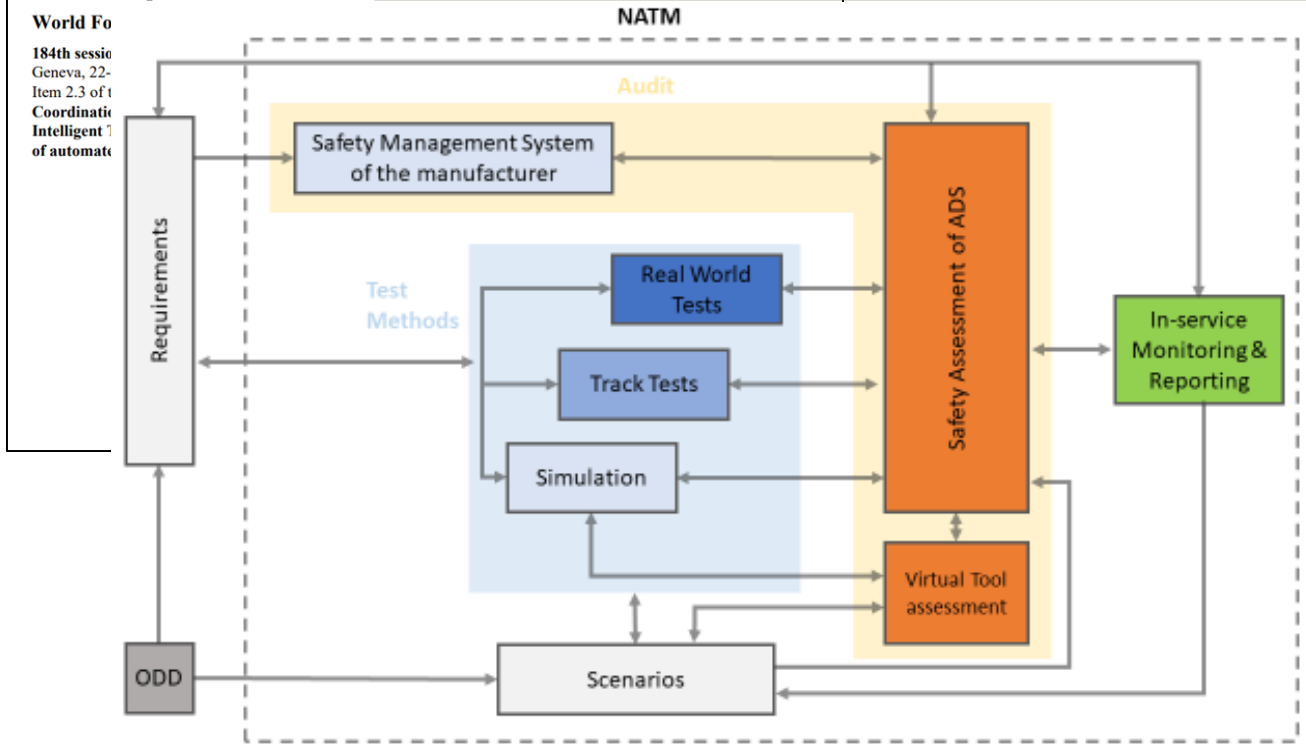 NATM
World Fo
184th sessio
Geneva, 22-
Item 2.3 of t
Coordinatio
Intelligent T
of automate
Audit
Safety Management System
of the manufacturer
Requirements
Test
Methods
Real World
Tests
Track Tests
Simulation
Safety Assessment of ADS
In-service
Monitoring &
Reporting
Virtual Tool
assessment
ODD
Scenarios